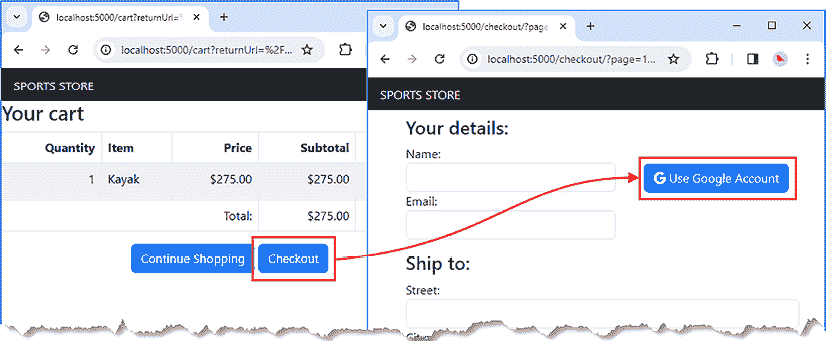 localhost:5000/cart?returnUrl=
localhost:5000/cart?returnUrl=%2F...
SPORTS STORE
Your cart
Quantity Item Price Subtotal
1 Kayak $275.00 $275.00
Total: $275.00
Continue Shopping Checkout
localhost:5000/checkout/?page
localhost:5000/checkout/?page=1...
SPORTS STORE
Your details:
Name:
G Use Google Account
Email:
Ship to:
Street: